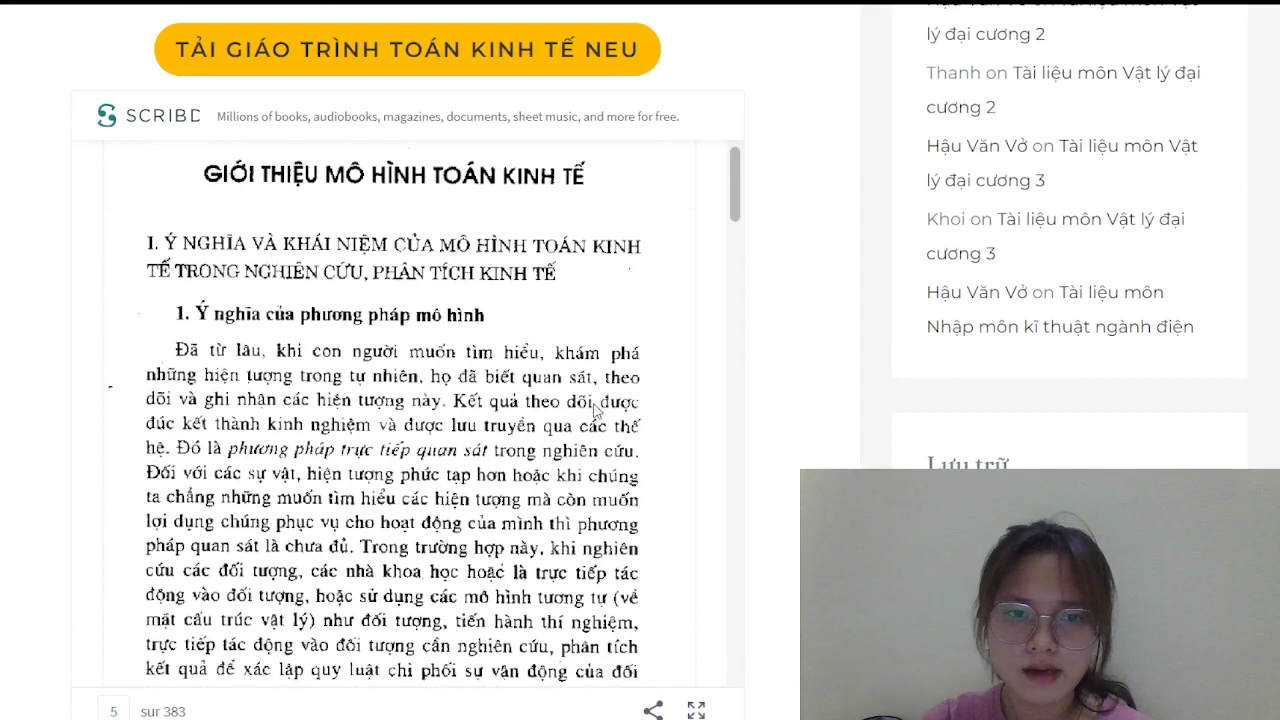 TẢI GIÁO TRÌNH TOÁN KINH TẾ NEU
SCRIBD Millions of books, audiobooks, magazines, documents, sheet music, and more for free.
GIỚI THIỆU MÔ HÌNH TOÁN KINH TẾ
I. Ý NGHĨA VÀ KHÁI NIỆM CỦA MÔ HÌNH TOÁN KINH
TẾ TRONG NGHIÊN CỨU, PHÂN TÍCH KINH TẾ
1. Ý nghĩa của phương pháp mô hình
Đã từ lâu, khi con người muốn tìm hiểu, khám phá
những hiện tượng trong tự nhiên, họ đã biết quan sát, theo
dõi và ghi nhận các hiện tượng này. Kết quả theo dõi được
đúc kết thành kinh nghiệm và được lưu truyền qua các thế
hệ. Đó là phương pháp trực tiếp quan sát trong nghiên cứu.
Đối với các sự vật, hiện tượng phức tạp hơn hoặc khi chúng
ta chẳng những muốn tìm hiểu các hiện tượng mà còn muốn
lợi dụng chúng phục vụ cho hoạt động của mình thì phương
pháp quan sát là chưa đủ. Trong trường hợp này, khi nghiên
cứu các đối tượng, các nhà khoa học hoặc là trực tiếp tác
động vào đối tượng, hoặc sử dụng các mô hình tương tự (về
mặt cấu trúc vật lý) như đối tượng, tiến hành thí nghiệm,
trực tiếp tác động vào đối tượng cần nghiên cứu, phân tích
kết quả để xác lập quy luật chi phối sự vận động của đối
5 sur 383
Hậu Văn Vở on Tài liệu môn Vật
lý đại cương 2
Thanh on Tài liệu môn Vật lý đại
cương 2
Hậu Văn Vở on Tài liệu môn Vật
lý đại cương 3
Khoi on Tài liệu môn Vật lý đại
cương 3
Hậu Văn Vở on Tài liệu môn
Nhập môn kĩ thuật ngành điện
Lưu trữ